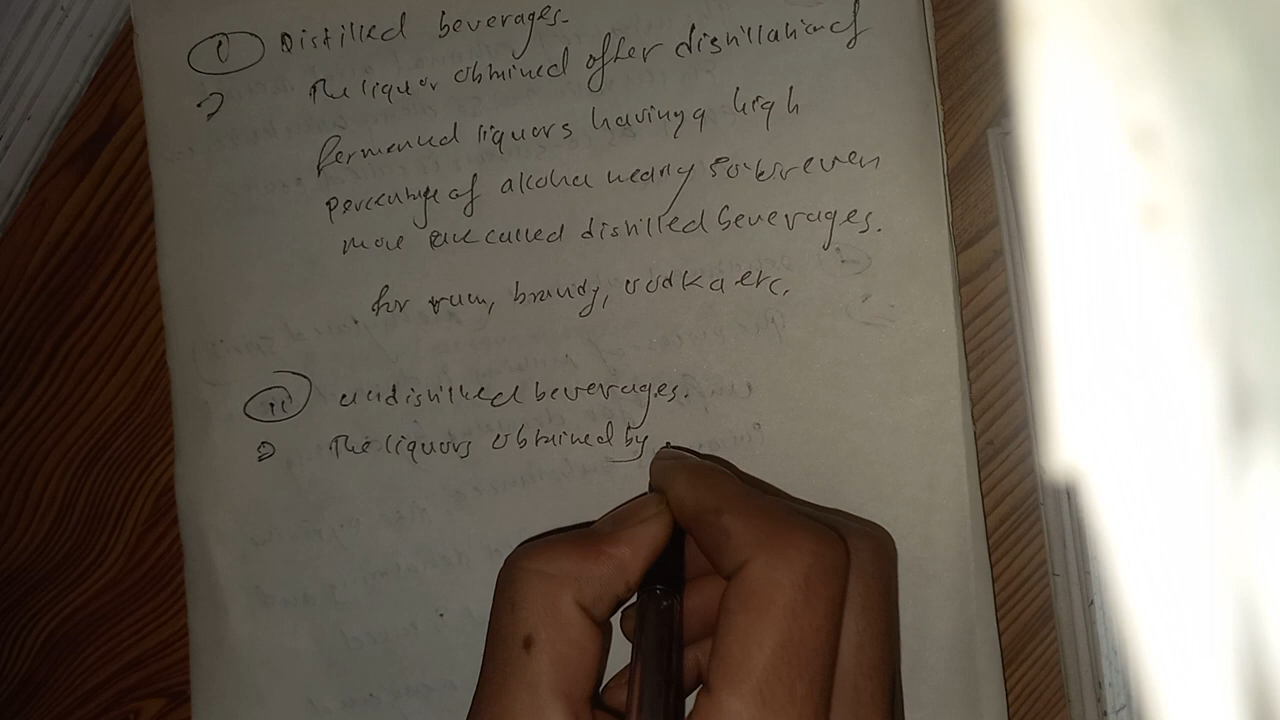 (i) Distilled beverages.
⇒ The liquor obtained after distillation of
fermented liquors having a high
percentage of alcohol nearly 50% or even
more are called distilled beverages.
for rum, brandy, vodka etc.
(ii) undistilled beverages.
⇒ The liquors obtained by